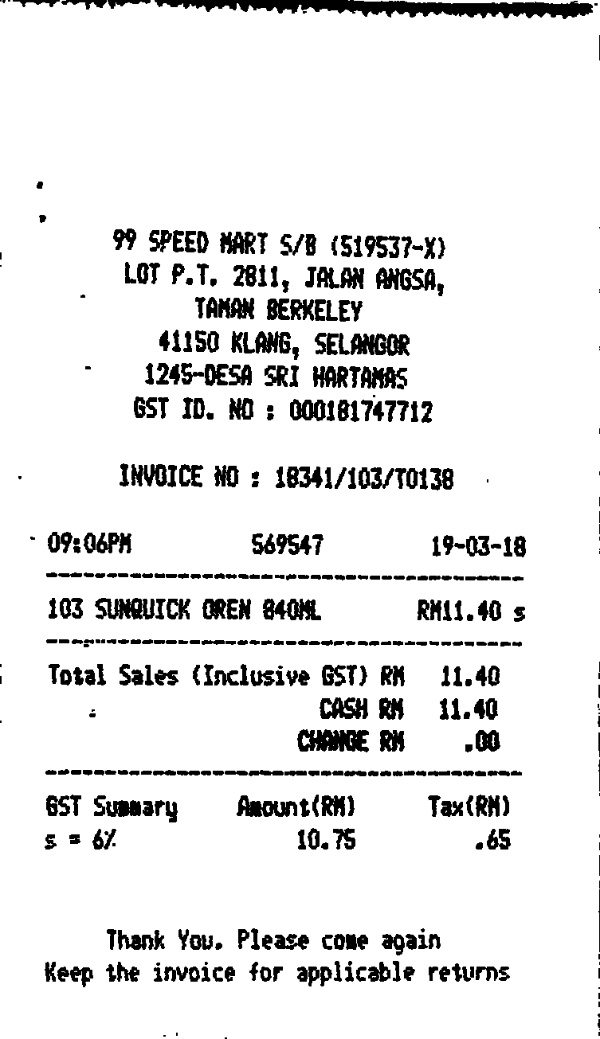 99 SPEED MART S/B (519537-X)
LOT P.T. 2811, JALAN ANGSA,
TAMAN BERKELEY
41150 KLANG, SELANGOR
1245-DESA SRI HARTAMAS
GST ID. NO : 000181747712
INVOICE NO : 18341/103/T0138
09:06PM 569547 19-03-18
103 SUNQUICK OREN 840ML RM11.40 s
Total Sales (Inclusive GST) RM 11.40
CASH RM 11.40
CHANGE RM .00
GST Summary Amount(RM) Tax(RM)
s = 6% 10.75 .65
Thank You. Please come again
Keep the invoice for applicable returns